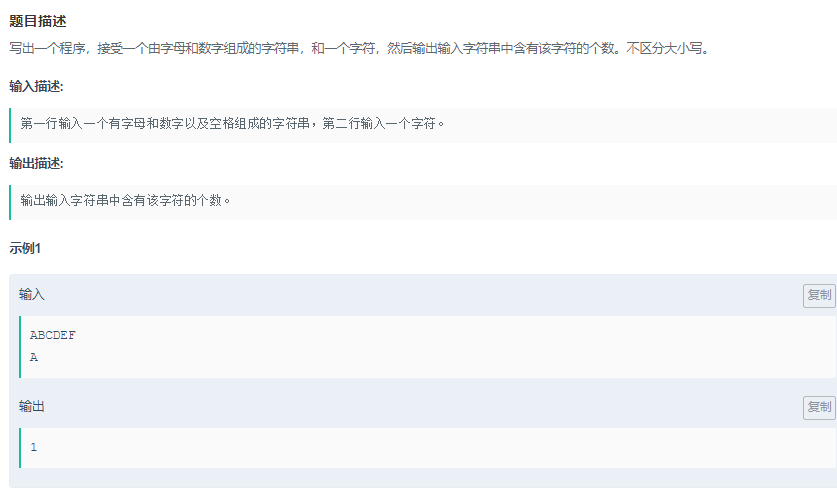 题目描述
写出一个程序，接受一个由字母和数字组成的字符串，和一个字符，然后输出输入字符串中含有该字符的个数。不区分大小写。
输入描述:
第一行输入一个有字母和数字以及空格组成的字符串，第二行输入一个字符。
输出描述:
输出输入字符串中含有该字符的个数。
示例1
输入
复制
ABCDEF
A
输出
复制
1